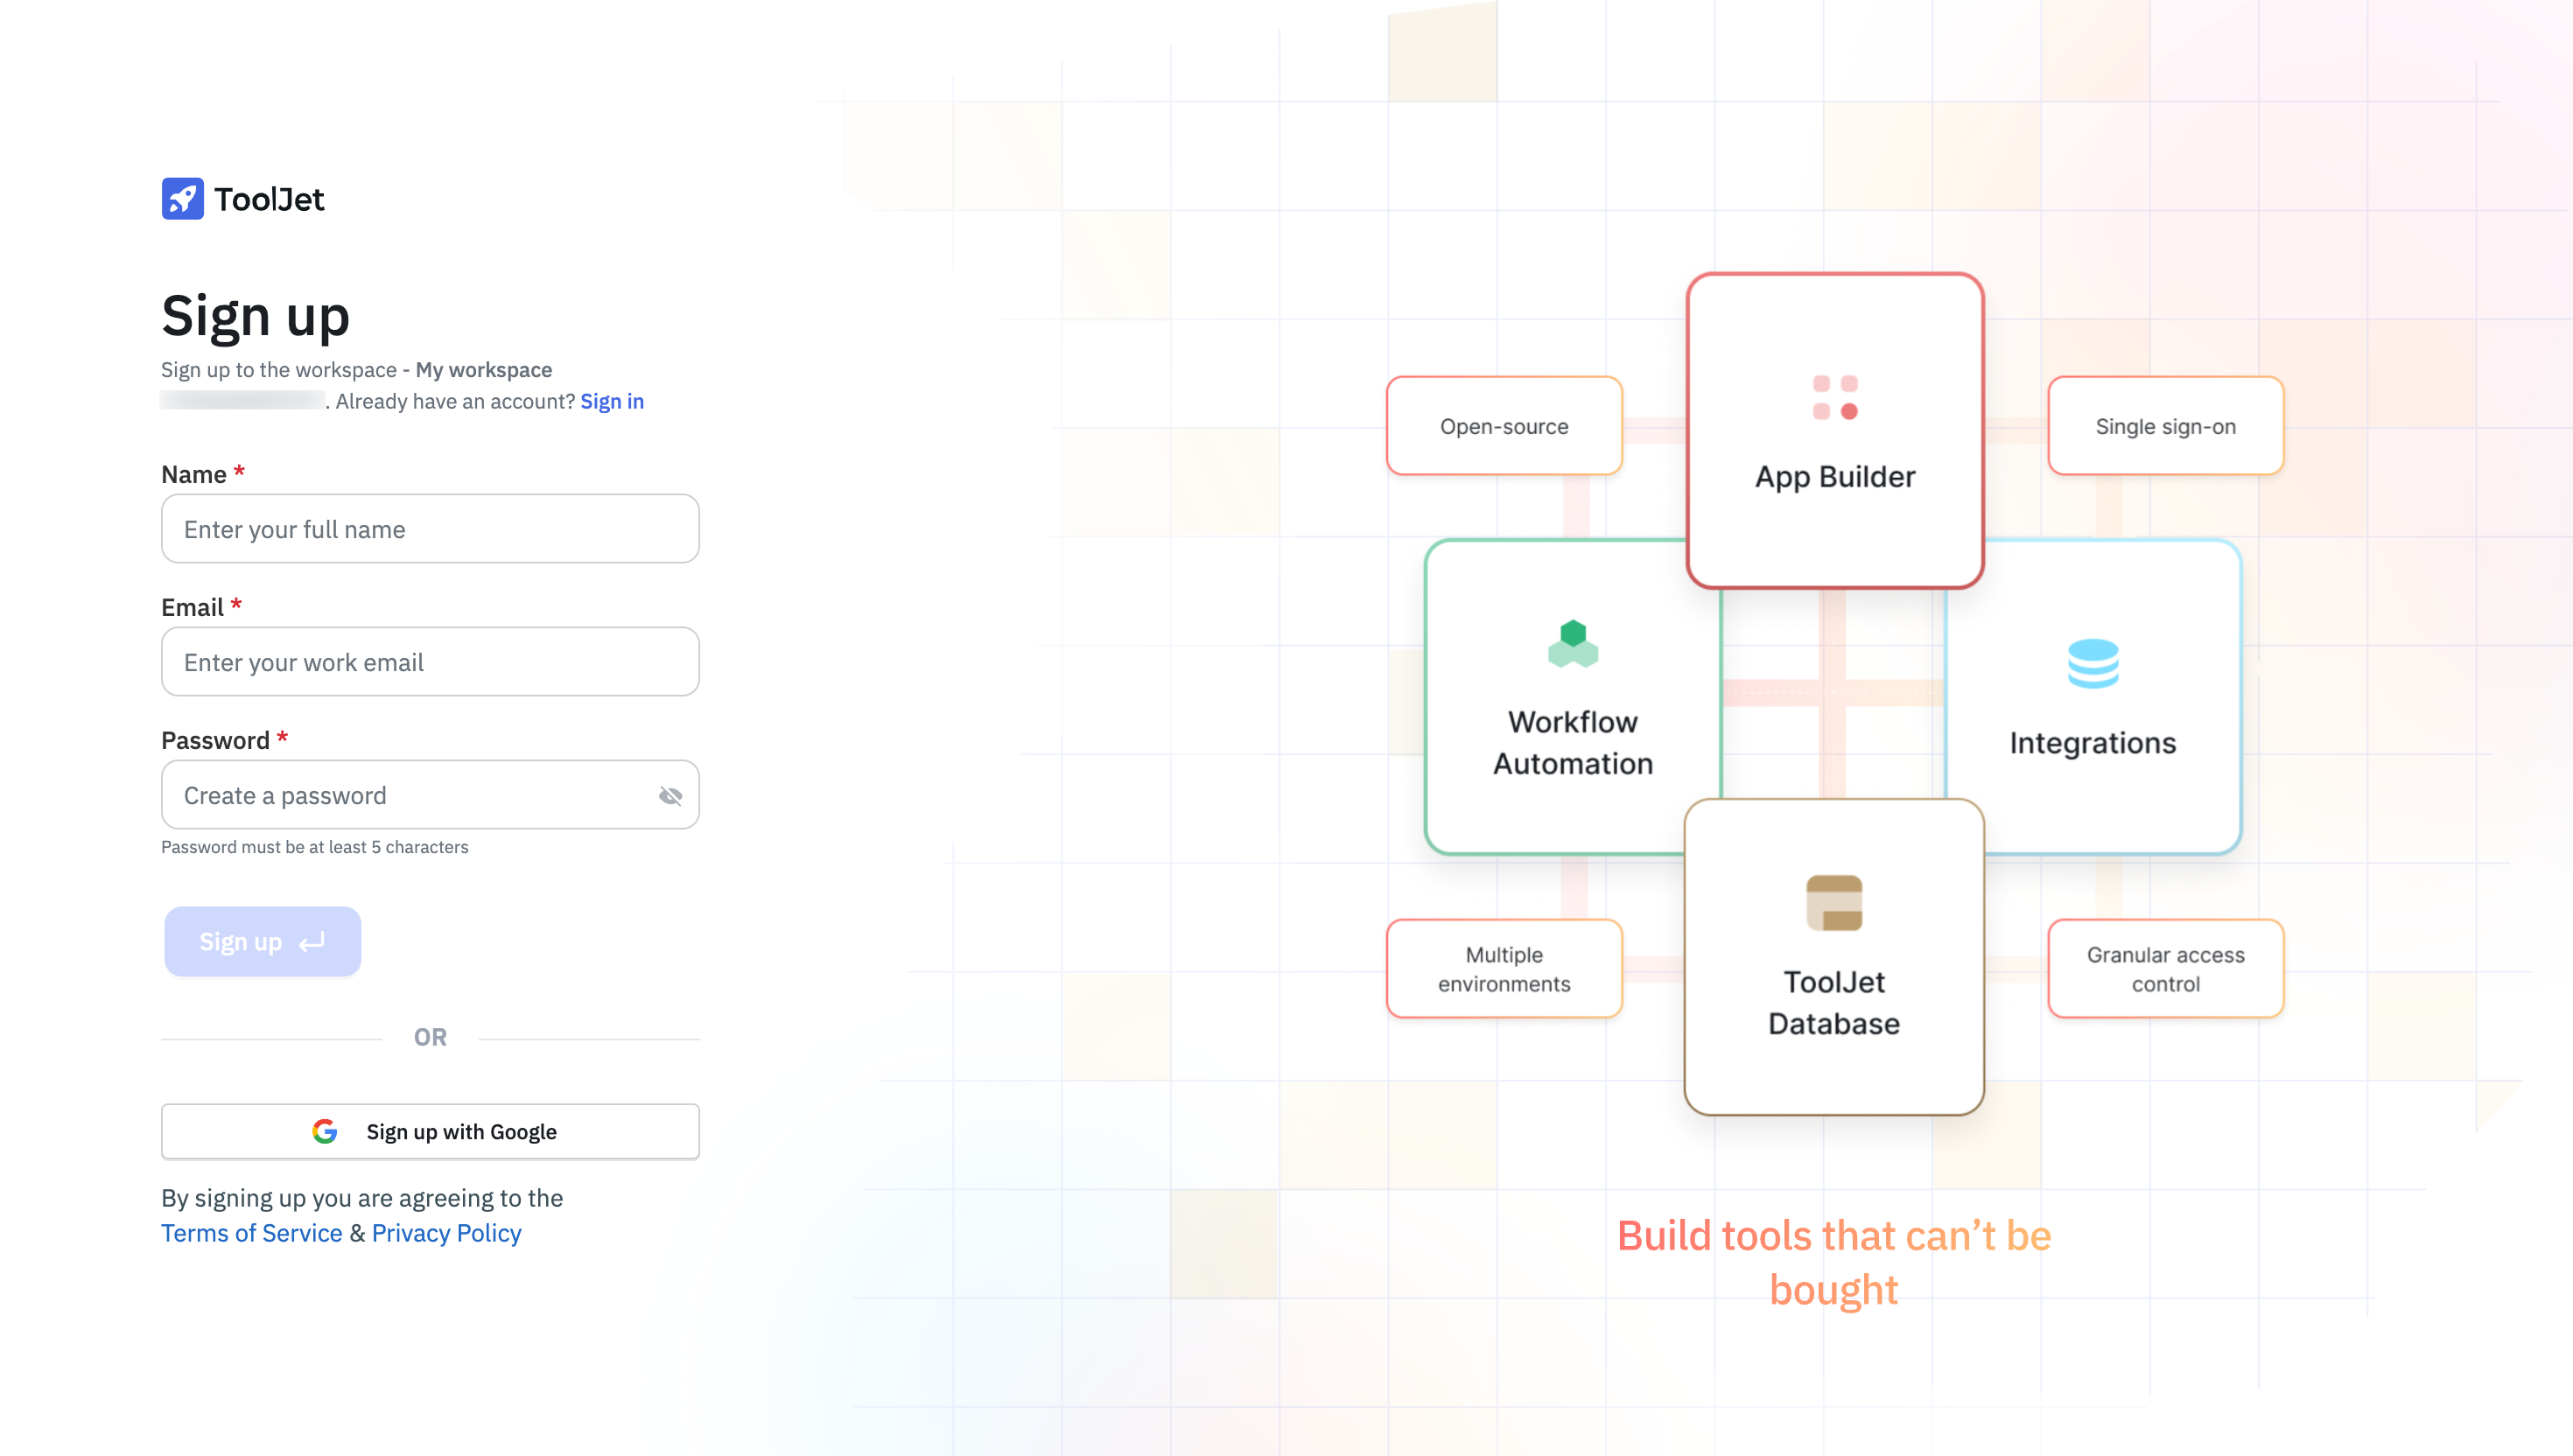 ToolJet
Sign up
Sign up to the workspace - My workspace
. Already have an account? Sign in
Name *
Enter your full name
Email *
Enter your work email
Password *
Create a password
Password must be at least 5 characters
Sign up
OR
Sign up with Google
By signing up you are agreeing to the
Terms of Service & Privacy Policy
Open-source
App Builder
Single sign-on
Workflow
Automation
Integrations
Multiple
environments
ToolJet
Database
Granular access
control
Build tools that can’t be
bought